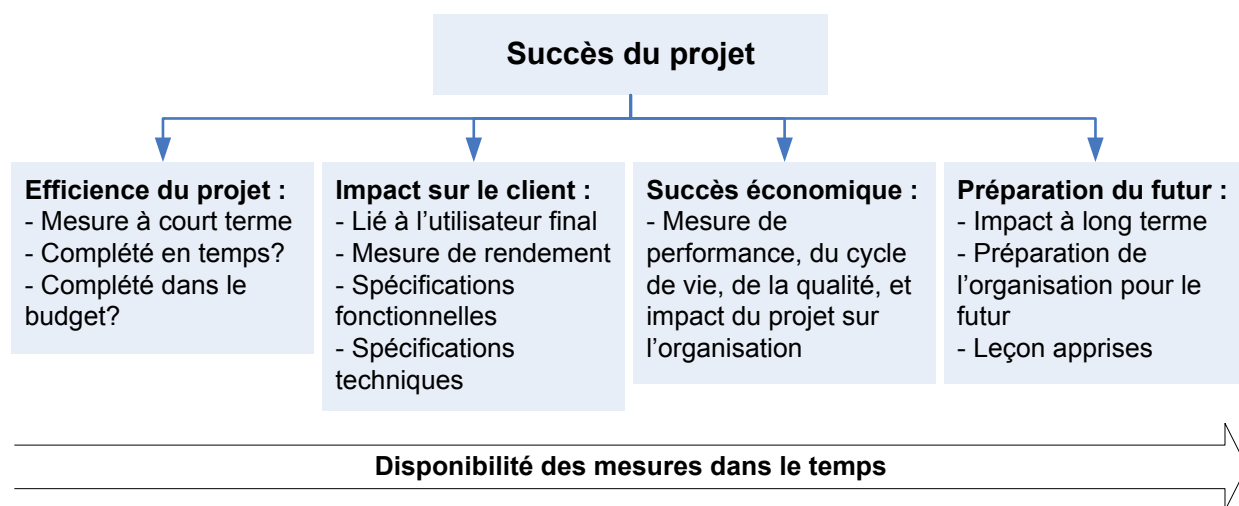 Succès du projet
Efficience du projet :
- Mesure à court terme
- Complété en temps?
- Complété dans le
budget?
Impact sur le client :
- Lié à l’utilisateur final
- Mesure de rendement
- Spécifications
fonctionnelles
- Spécifications
techniques
Succès économique :
- Mesure de
performance, du cycle
de vie, de la qualité, et
impact du projet sur
l’organisation
Préparation du futur :
- Impact à long terme
- Préparation de
l’organisation pour le
futur
- Leçon apprises
Disponibilité des mesures dans le temps